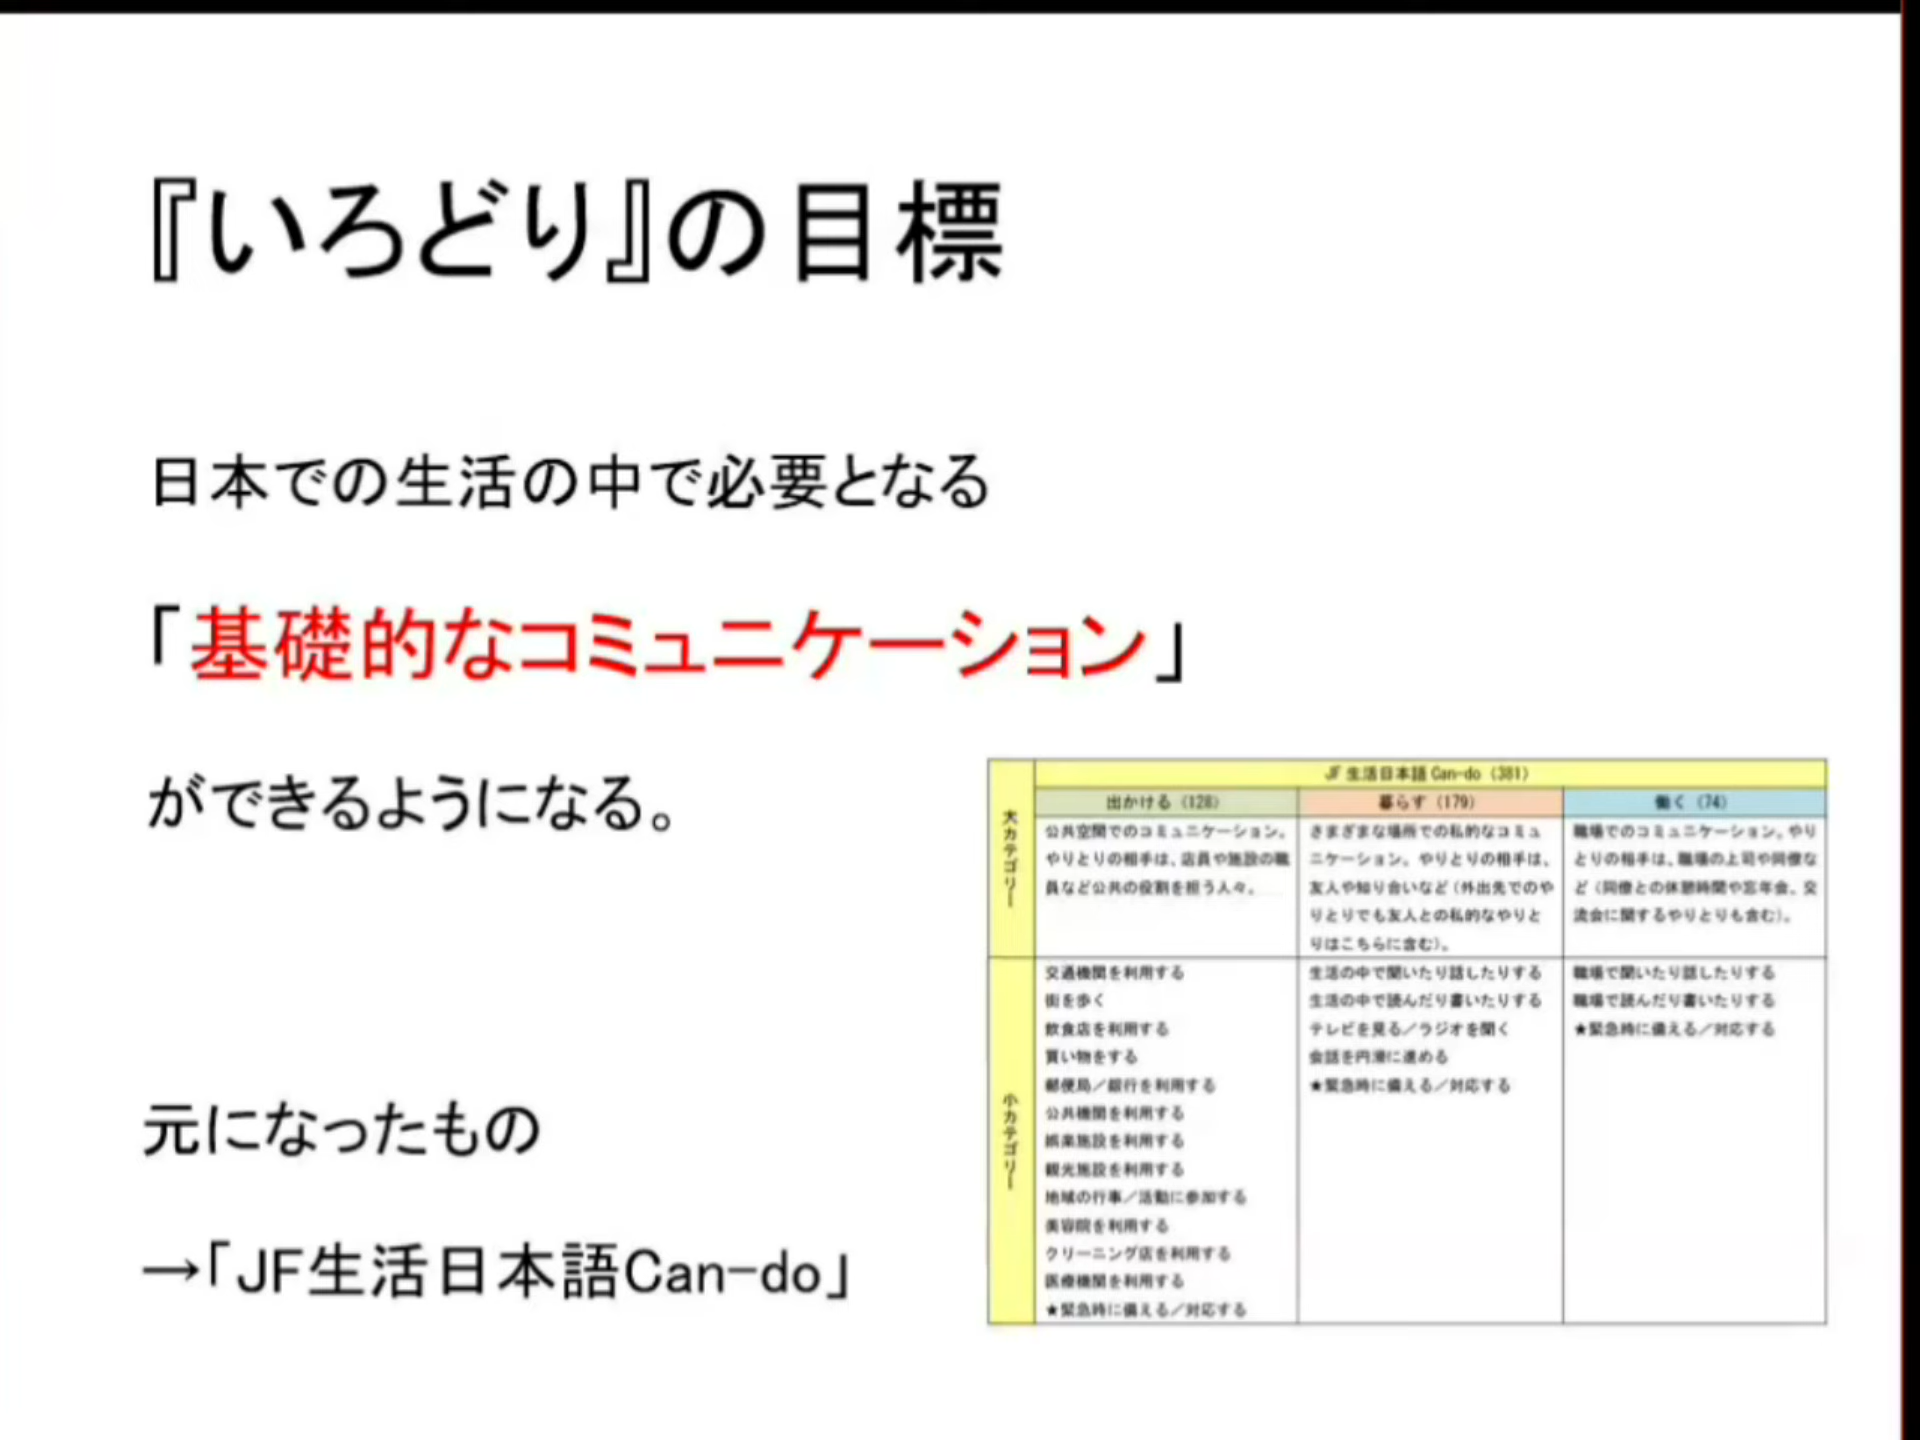 『いろどり』の目標
日本での生活の中で必要となる
「基礎的なコミュニケーション」
ができるようになる。
元になったもの
→「JF生活日本語Can-do」
JF 生活日本語 Can-do (381)
大カテゴリー
出かける (128)
公共空間でのコミュニケーション。
やりとりの相手は、店員や施設の職
員など公共の役割を担う人々。
暮らす (179)
さまざまな場所での私的なコミュ
ニケーション。やりとりの相手は、
友人や知り合いなど(外出先でのや
りとりでも友人との私的なやりと
りはこちらに含む)。
働く (74)
職場でのコミュニケーション。やり
とりの相手は、職場の上司や同僚な
ど(同僚との休憩時間や忘年会、交
流会に関するやりとりも含む)。
小カテゴリー
交通機関を利用する
街を歩く
飲食店を利用する
買い物をする
郵便局/銀行を利用する
公共機関を利用する
娯楽施設を利用する
観光施設を利用する
地域の行事/活動に参加する
美容院を利用する
クリーニング店を利用する
医療機関を利用する
★緊急時に備える/対応する
生活の中で聞いたり話したりする
生活の中で読んだり書いたりする
テレビを見る/ラジオを聞く
会話を円滑に進める
★緊急時に備える/対応する
職場で聞いたり話したりする
職場で読んだり書いたりする
★緊急時に備える/対応する